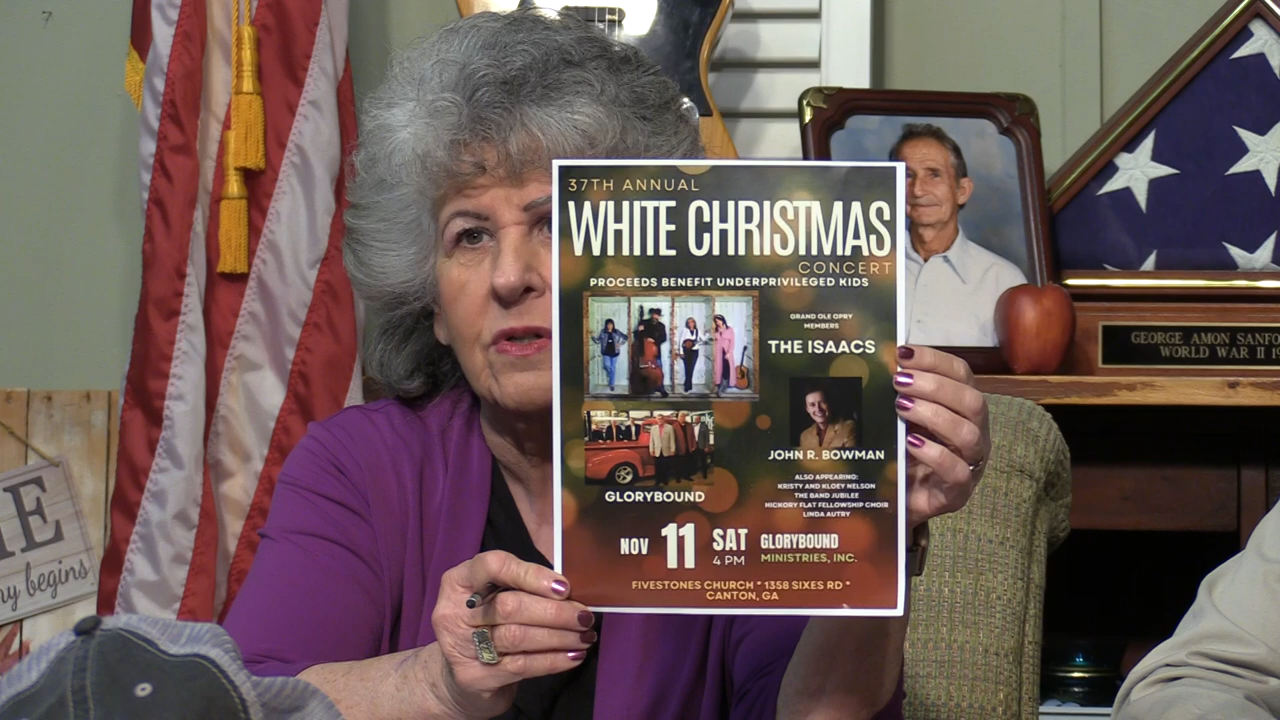 37TH ANNUAL
WHITE CHRISTMAS
CONCERT
PROCEEDS BENEFIT UNDERPRIVILEGED KIDS
GRAND OLE OPRY
MEMBERS
THE ISAACS
JOHN R. BOWMAN
GLORYBOUND
ALSO APPEARING:
KRISTY AND KLOEY NELSON
THE BAND JUBILEE
HICKORY FLAT FELLOWSHIP CHOIR
LINDA AUTRY
NOV 11 SAT
4 PM
GLORYBOUND
MINISTRIES, INC.
FIVESTONES CHURCH * 1358 SIXES RD *
CANTON, GA
GEORGE AMON SANFO
WORLD WAR II
ME
begins